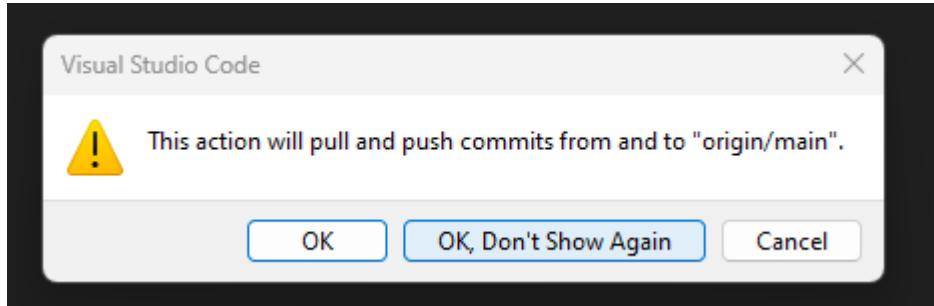 Visual Studio Code
This action will pull and push commits from and to "origin/main".
OK
OK, Don't Show Again
Cancel